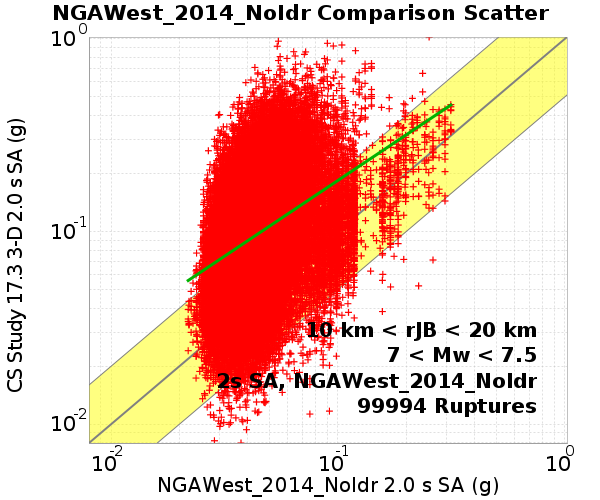 NGAWest_2014_NoIdr Comparison Scatter
CS Study 17.3 3-D 2.0 s SA (g)
10^0
10^-1
10^-2
10 km < rJB < 20 km
7 < Mw < 7.5
2s SA, NGAWest_2014_NoIdr
99994 Ruptures
10^-2
10^-1
10^0
NGAWest_2014_NoIdr 2.0 s SA (g)